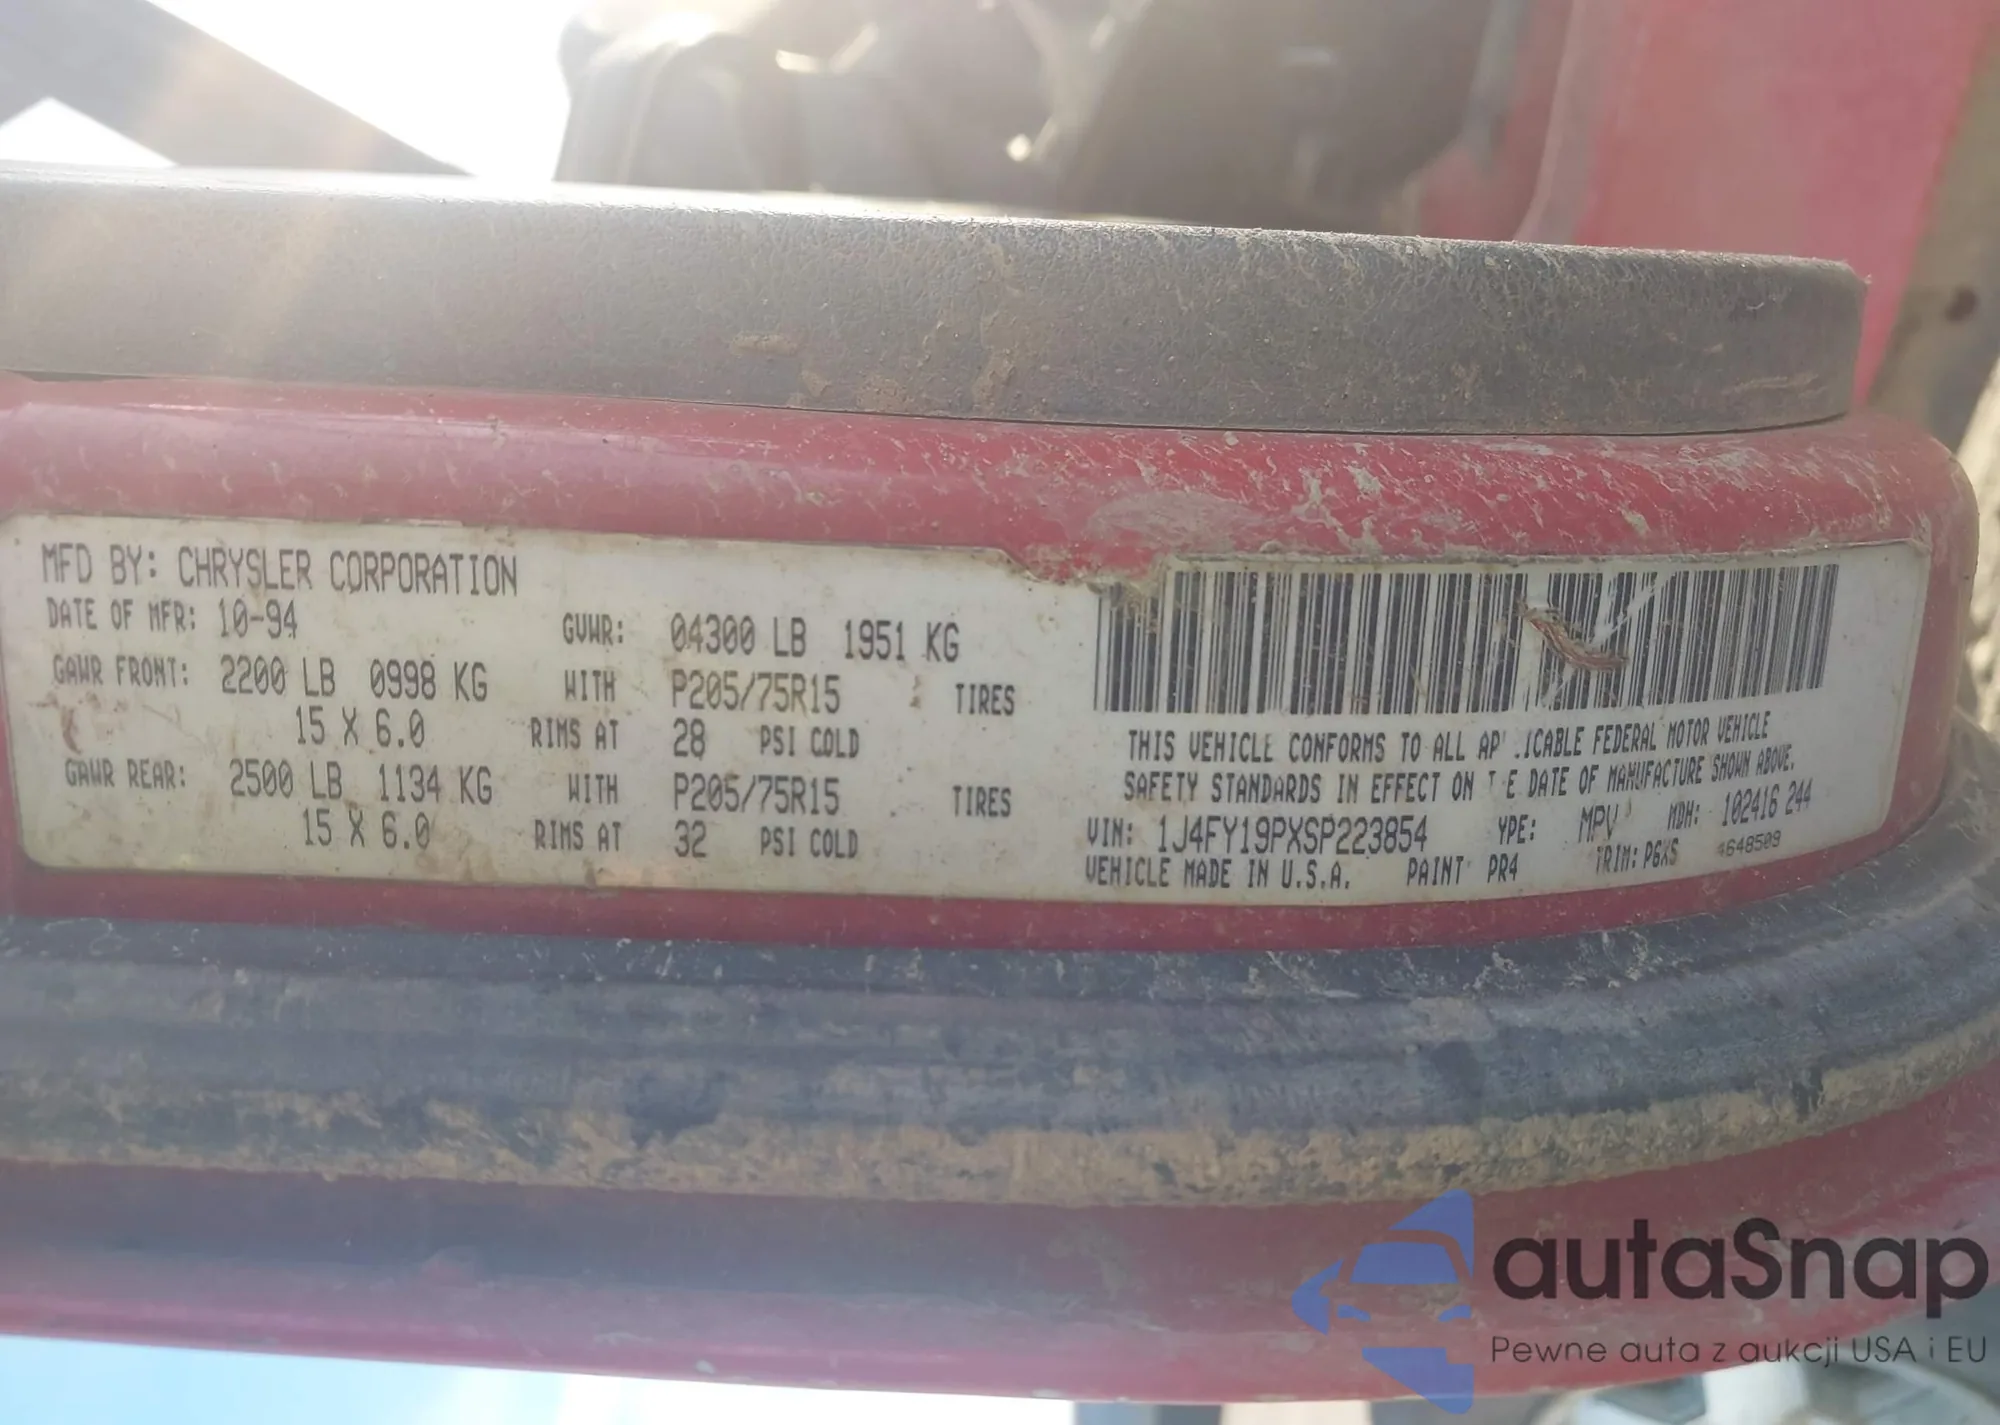 MFD BY: CHRYSLER CORPORATION
DATE OF MFR: 10-94 GVWR: 04300 LB 1951 KG
GAWR FRONT: 2200 LB 0998 KG WITH P205/75R15 TIRES
15 X 6.0 RIMS AT 28 PSI COLD
GAWR REAR: 2500 LB 1134 KG WITH P205/75R15 TIRES
15 X 6.0 RIMS AT 32 PSI COLD
THIS VEHICLE CONFORMS TO ALL AP LICABLE FEDERAL MOTOR VEHICLE
SAFETY STANDARDS IN EFFECT ON T E DATE OF MANUFACTURE SHOWN ABOVE.
VIN: 1J4FY19PXSP223854 YPE: MPV MDH: 102416 244
VEHICLE MADE IN U.S.A. PAINT PR4 TRIM: P6XS 4648509
autaSnap
Pewne auta z aukcji USA i EU